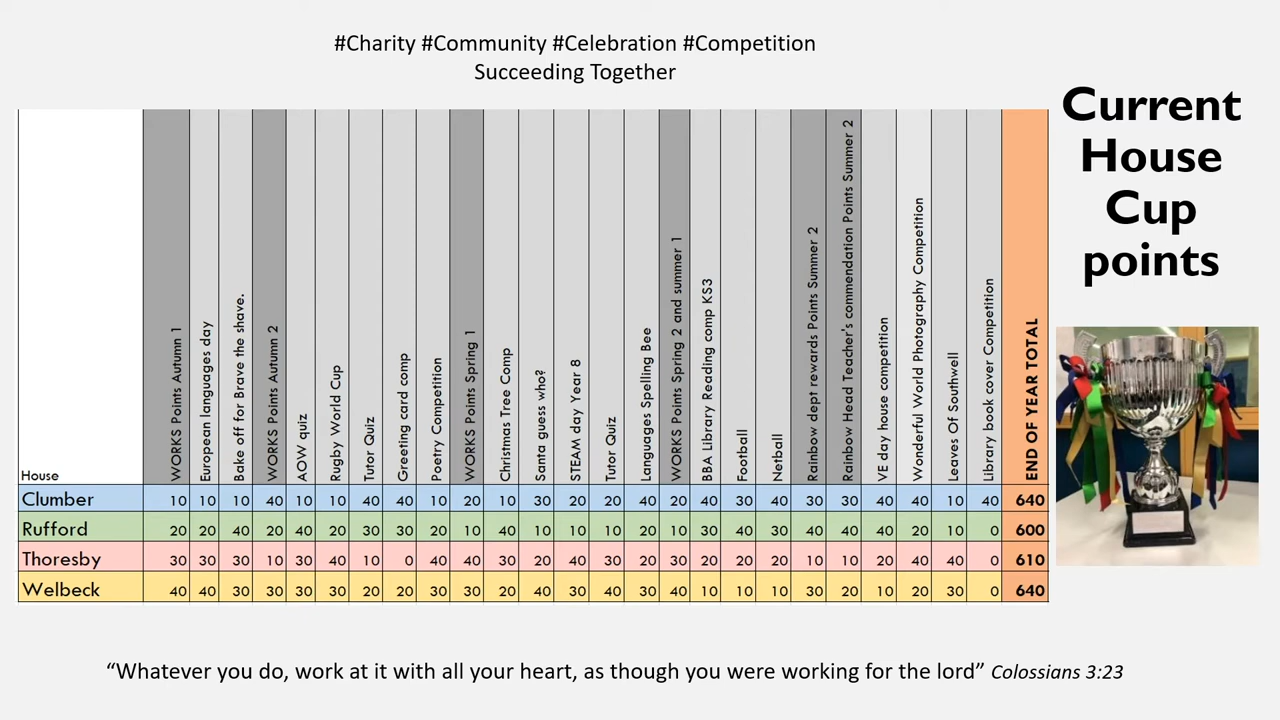 #Charity #Community #Celebration #Competition
Succeeding Together
Current
House
Cup
points
House
WORKS Points Autumn 1
European languages day
Bake off for Brave the shave.
WORKS Points Autumn 2
AOW quiz
Rugby World Cup
Tutor Quiz
Greeting card comp
Poetry Competition
WORKS Points Spring 1
Christmas Tree Comp
Santa guess who?
STEAM day Year 8
Tutor Quiz
Languages Spelling Bee
WORKS Points Spring 2 and summer 1
BBA Library Reading comp KS3
Football
Netball
Rainbow dept rewards Points Summer 2
Rainbow Head Teacher's commendation Points Summer 2
VE day house competition
Wonderful World Photography Competition
Leaves Of Southwell
Library book cover Competition
END OF YEAR TOTAL
Clumber 10 10 10 40 10 10 40 40 10 20 10 30 20 20 40 20 40 30 40 30 30 40 40 10 40 640
Rufford 20 20 40 20 40 20 30 30 20 10 40 10 10 10 20 10 30 40 30 40 40 40 20 10 0 600
Thoresby 30 30 30 10 30 40 10 0 40 40 30 20 40 30 20 30 20 20 20 10 10 20 40 40 0 610
Welbeck 40 40 30 30 30 30 20 20 30 30 20 40 30 40 30 40 10 10 10 30 20 10 20 30 0 640
“Whatever you do, work at it with all your heart, as though you were working for the lord” Colossians 3:23